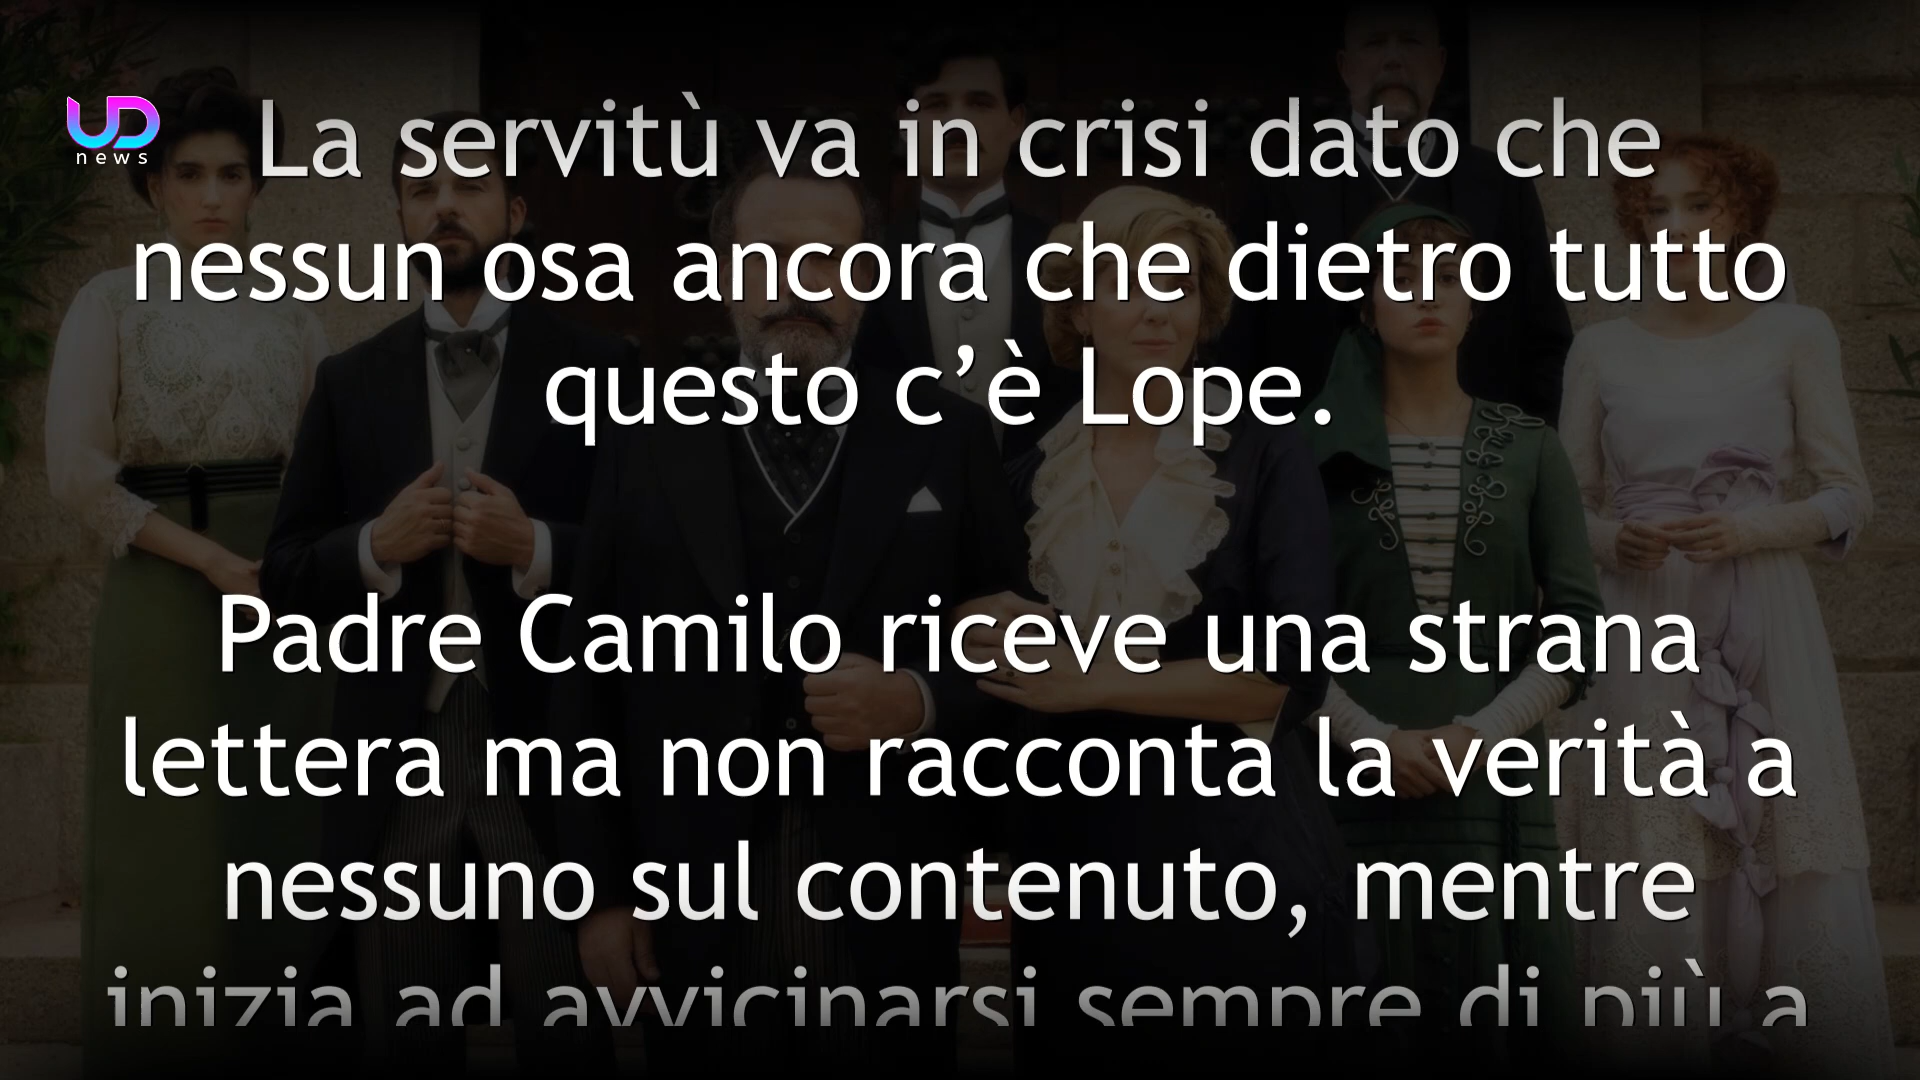 UD
news
La servitù va in crisi dato che
nessun osa ancora che dietro tutto
questo c’è Lope.
Padre Camilo riceve una strana
lettera ma non racconta la verità a
nessuno sul contenuto, mentre
inizia ad avvicinarsi sempre di più a